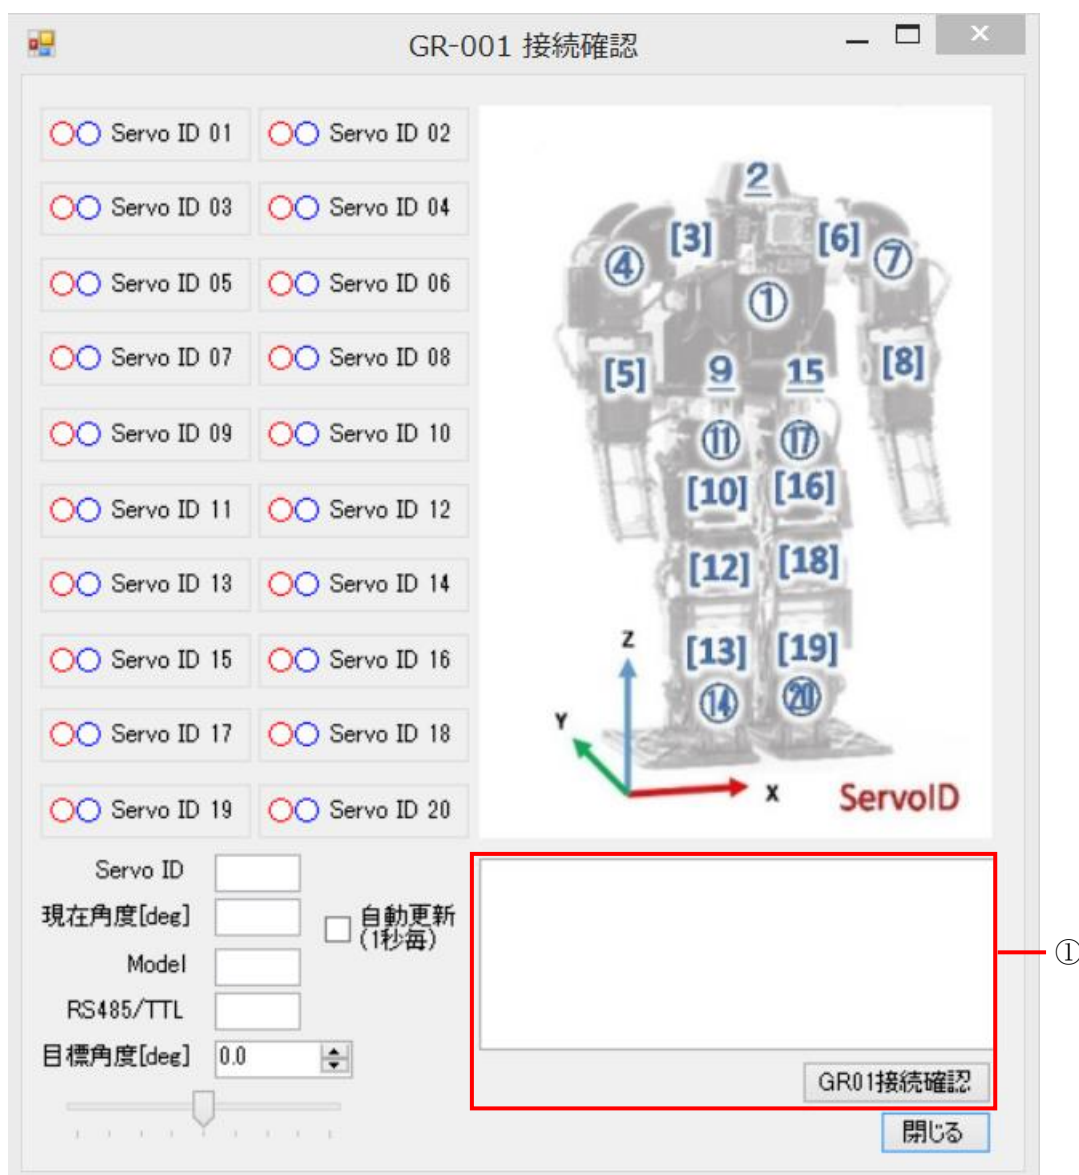 GR-001 接続確認
Servo ID 01 Servo ID 02
Servo ID 03 Servo ID 04
Servo ID 05 Servo ID 06
Servo ID 07 Servo ID 08
Servo ID 09 Servo ID 10
Servo ID 11 Servo ID 12
Servo ID 13 Servo ID 14
Servo ID 15 Servo ID 16
Servo ID 17 Servo ID 18
Servo ID 19 Servo ID 20
2
[3] [6]
④ ⑦
①
[5] 9 15 [8]
⑪ ⑰
[10] [16]
[12] [18]
[13] [19]
⑭ ⑳
Z
Y
X
ServoID
Servo ID
現在角度[deg]
自動更新
(1秒毎)
Model
RS485/TTL
目標角度[deg] 0.0
①
GR01接続確認
閉じる